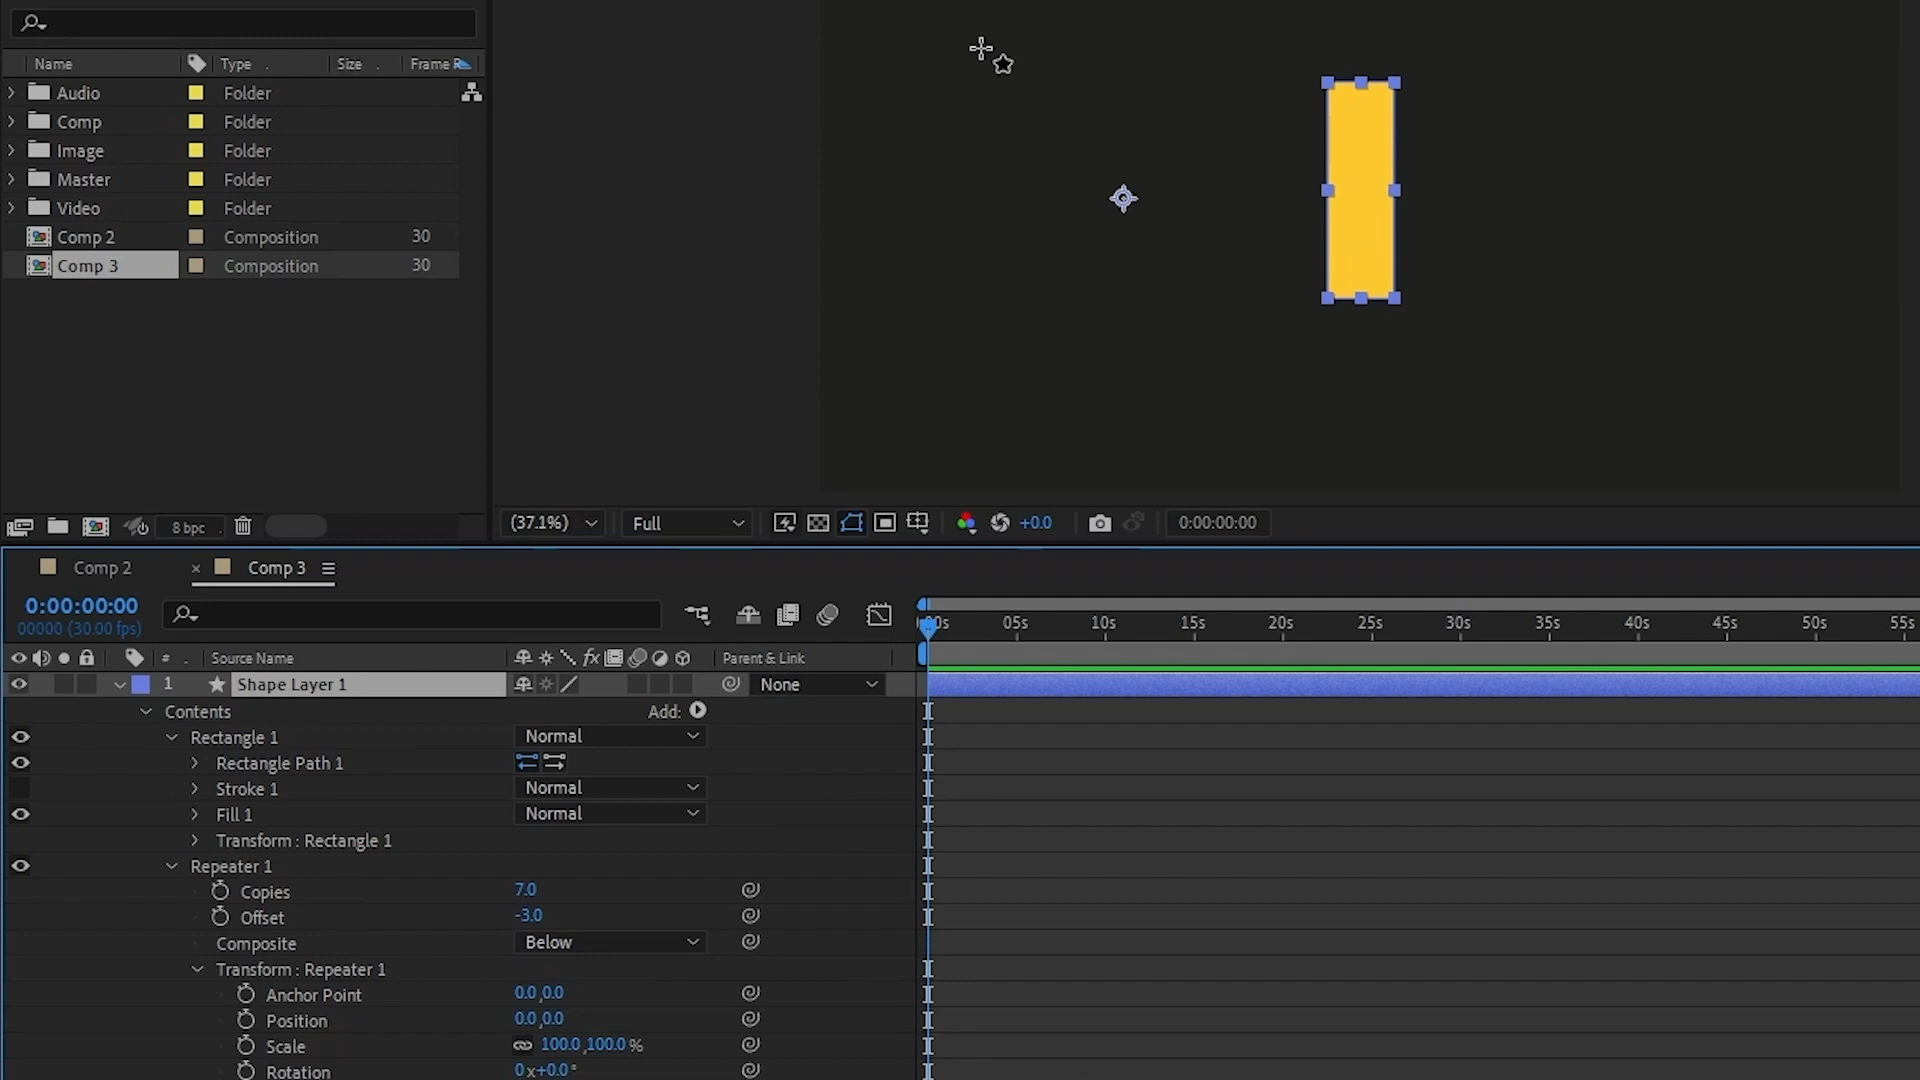 Name Type . Size . Frame R
Audio Folder
Comp Folder
Image Folder
Master Folder
Video Folder
Comp 2 Composition 30
Comp 3 Composition 30
8 bpc
(37.1%) Full +0.0 0:00:00:00
Comp 2 × Comp 3
0:00:00:00
00000 (30.00 fps)
00s 05s 10s 15s 20s 25s 30s 35s 40s 45s 50s 55s
# . Source Name fx Parent & Link
1 Shape Layer 1 None
Contents Add:
Rectangle 1 Normal
Rectangle Path 1
Stroke 1 Normal
Fill 1 Normal
Transform : Rectangle 1
Repeater 1
Copies 7.0
Offset -3.0
Composite Below
Transform : Repeater 1
Anchor Point 0.0,0.0
Position 0.0,0.0
Scale 100.0,100.0%
Rotation 0x+0.0°